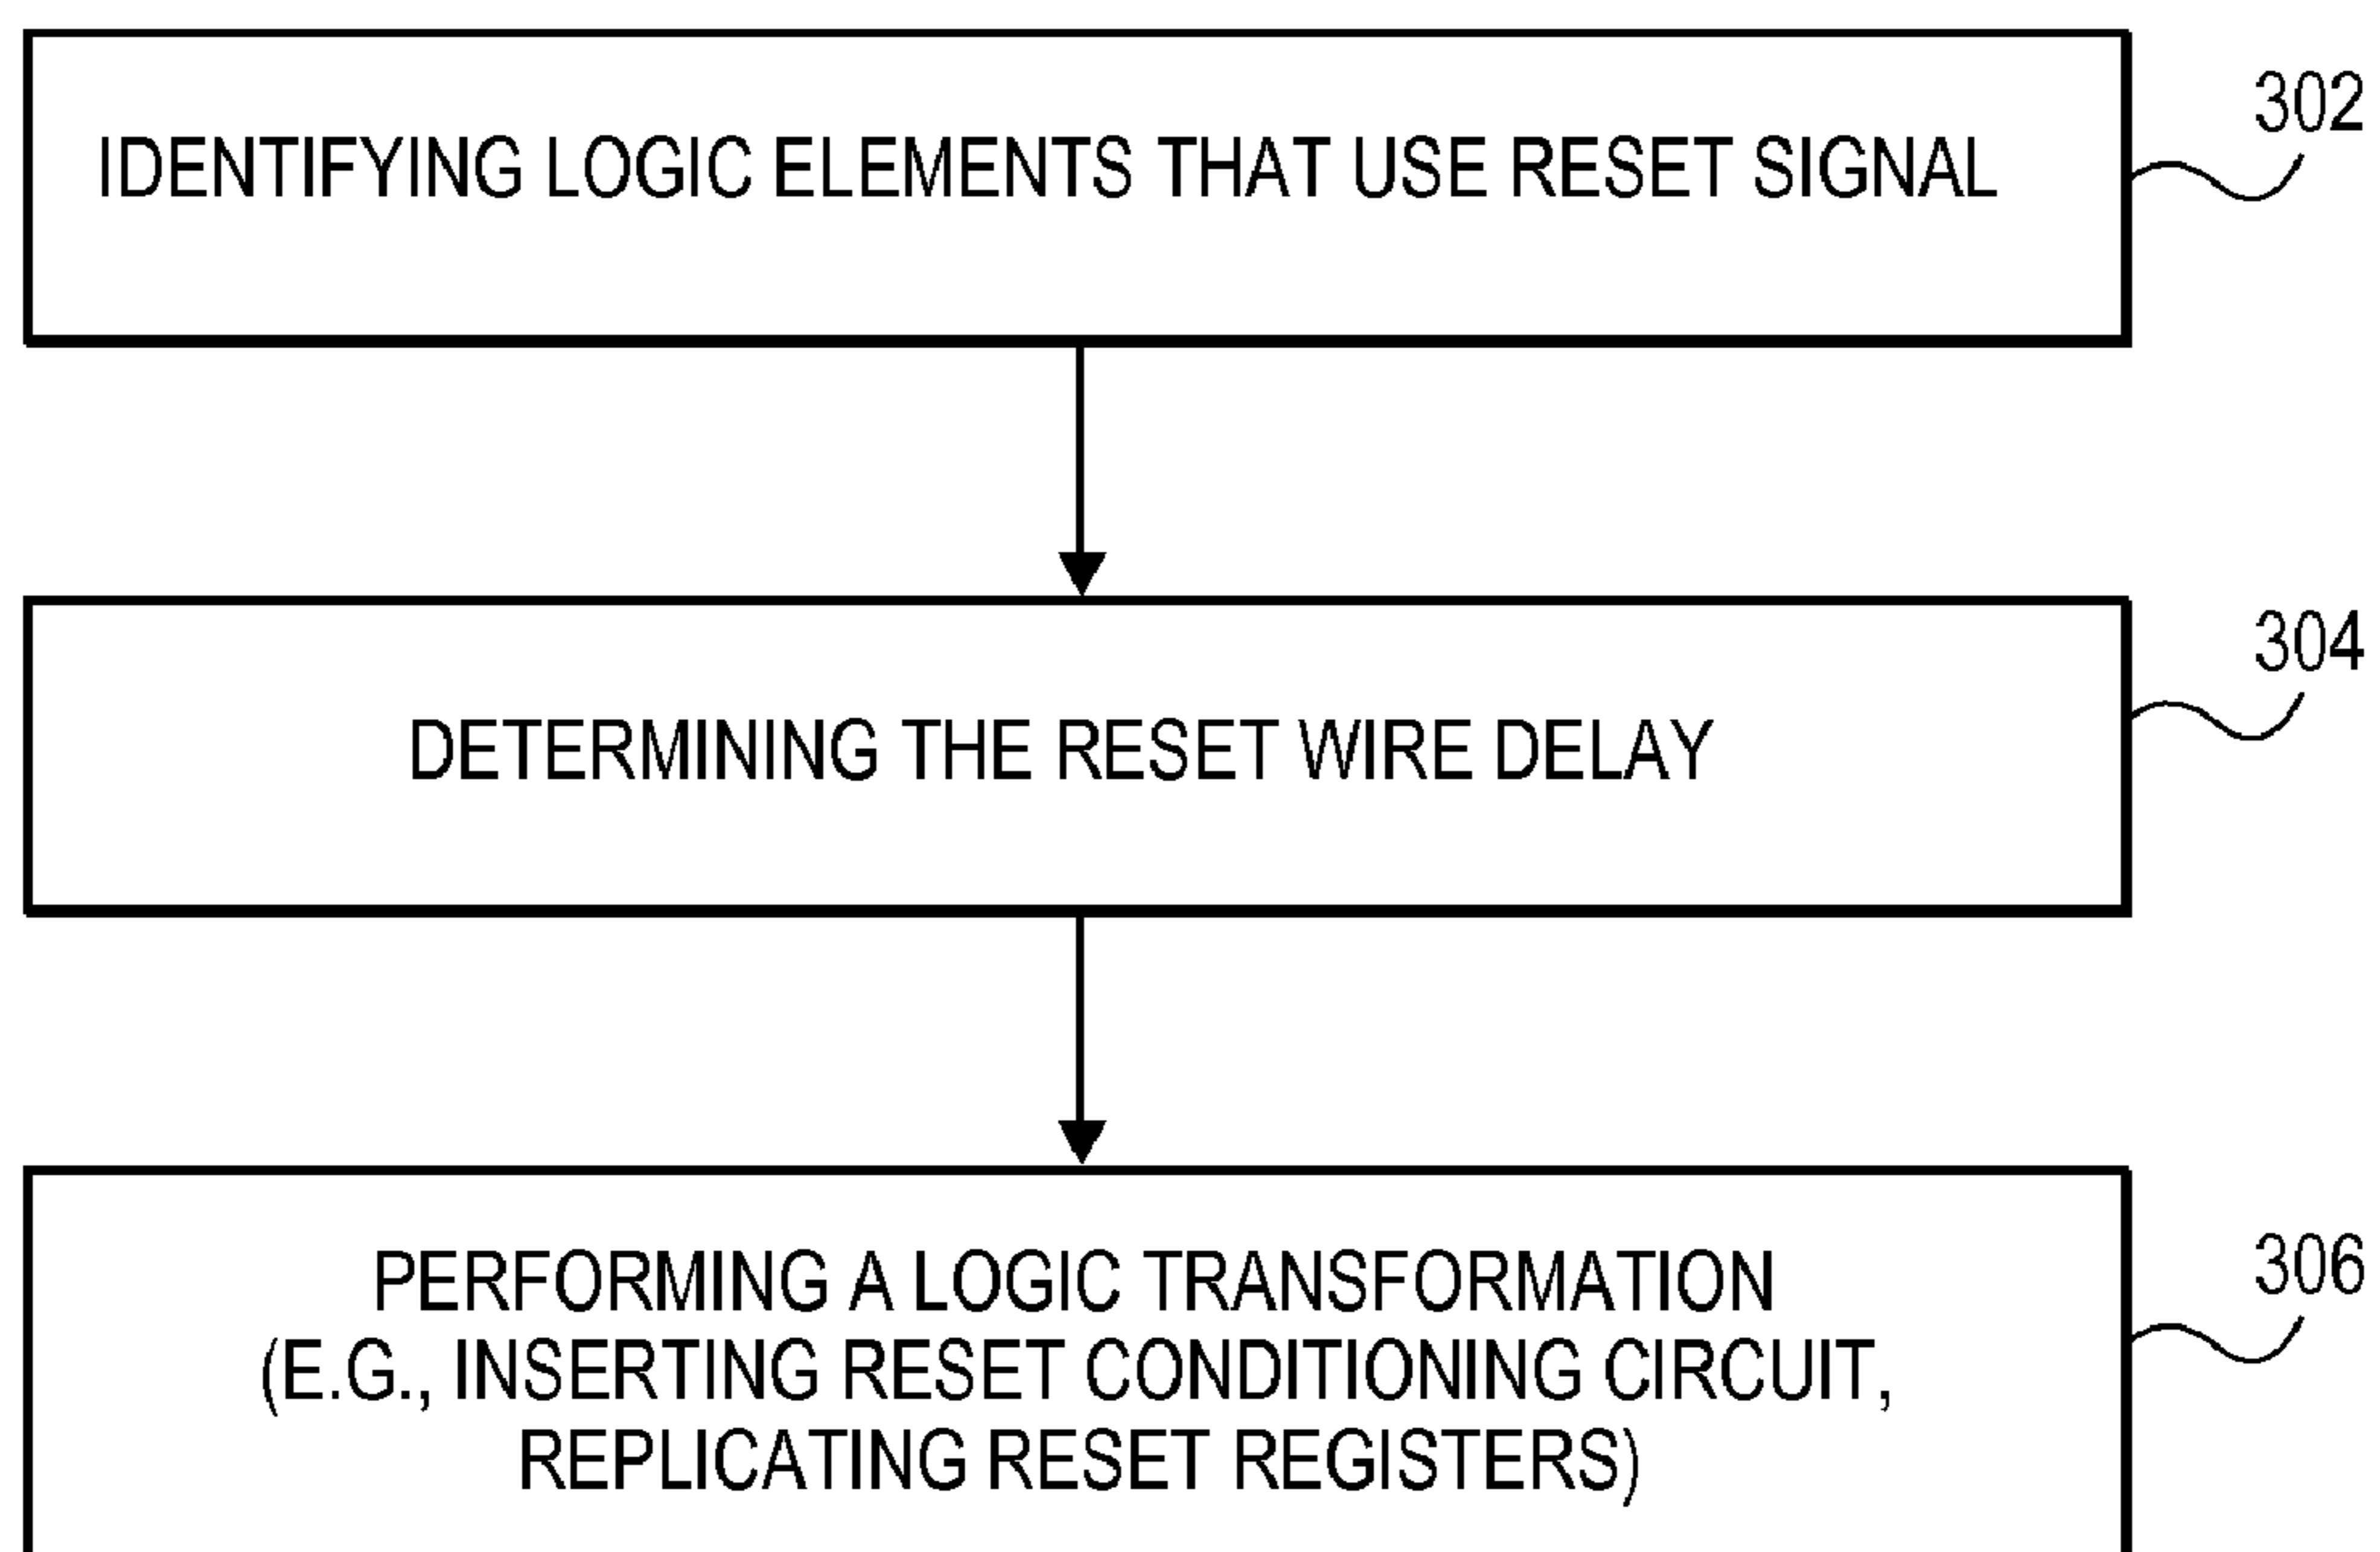 IDENTIFYING LOGIC ELEMENTS THAT USE RESET SIGNAL
302
DETERMINING THE RESET WIRE DELAY
304
PERFORMING A LOGIC TRANSFORMATION
(E.G., INSERTING RESET CONDITIONING CIRCUIT,
REPLICATING RESET REGISTERS)
306